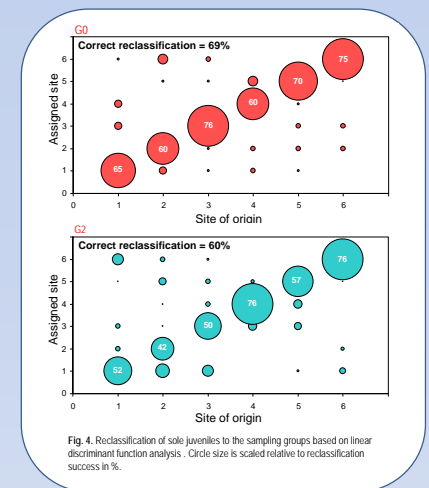 G0
Correct reclassification = 69%
Assigned site
6
5
4
3
2
1
0
65
60
76
60
70
75
0 1 2 3 4 5 6
Site of origin
G2
Correct reclassification = 60%
Assigned site
6
5
4
3
2
1
0
52
42
50
76
57
76
0 1 2 3 4 5 6
Site of origin
Fig. 4. Reclassification of sole juveniles to the sampling groups based on linear
discriminant function analysis . Circle size is scaled relative to reclassification
success in %.